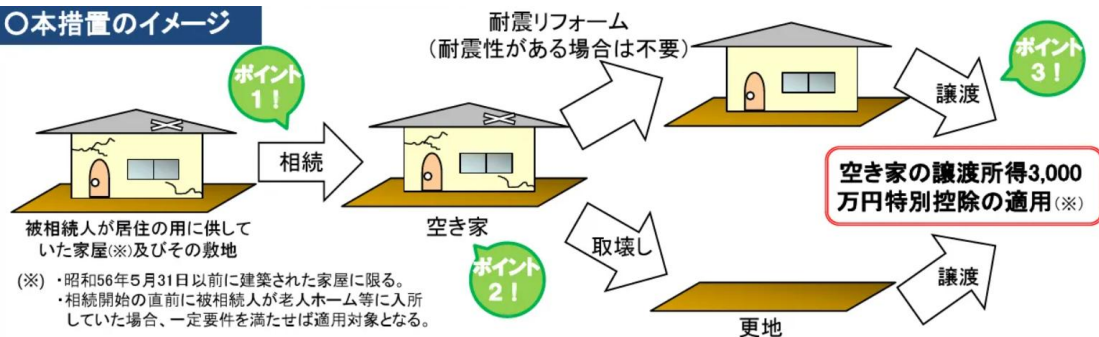 〇本措置のイメージ
ポイント
1！
被相続人が居住の用に供して
いた家屋(※)及びその敷地
相続
空き家
ポイント
2！
耐震リフォーム
（耐震性がある場合は不要）
取壊し
更地
譲渡
譲渡
ポイント
3！
空き家の譲渡所得3,000
万円特別控除の適用(※)
(※) ・昭和56年5月31日以前に建築された家屋に限る。
・相続開始の直前に被相続人が老人ホーム等に入所
していた場合、一定要件を満たせば適用対象となる。